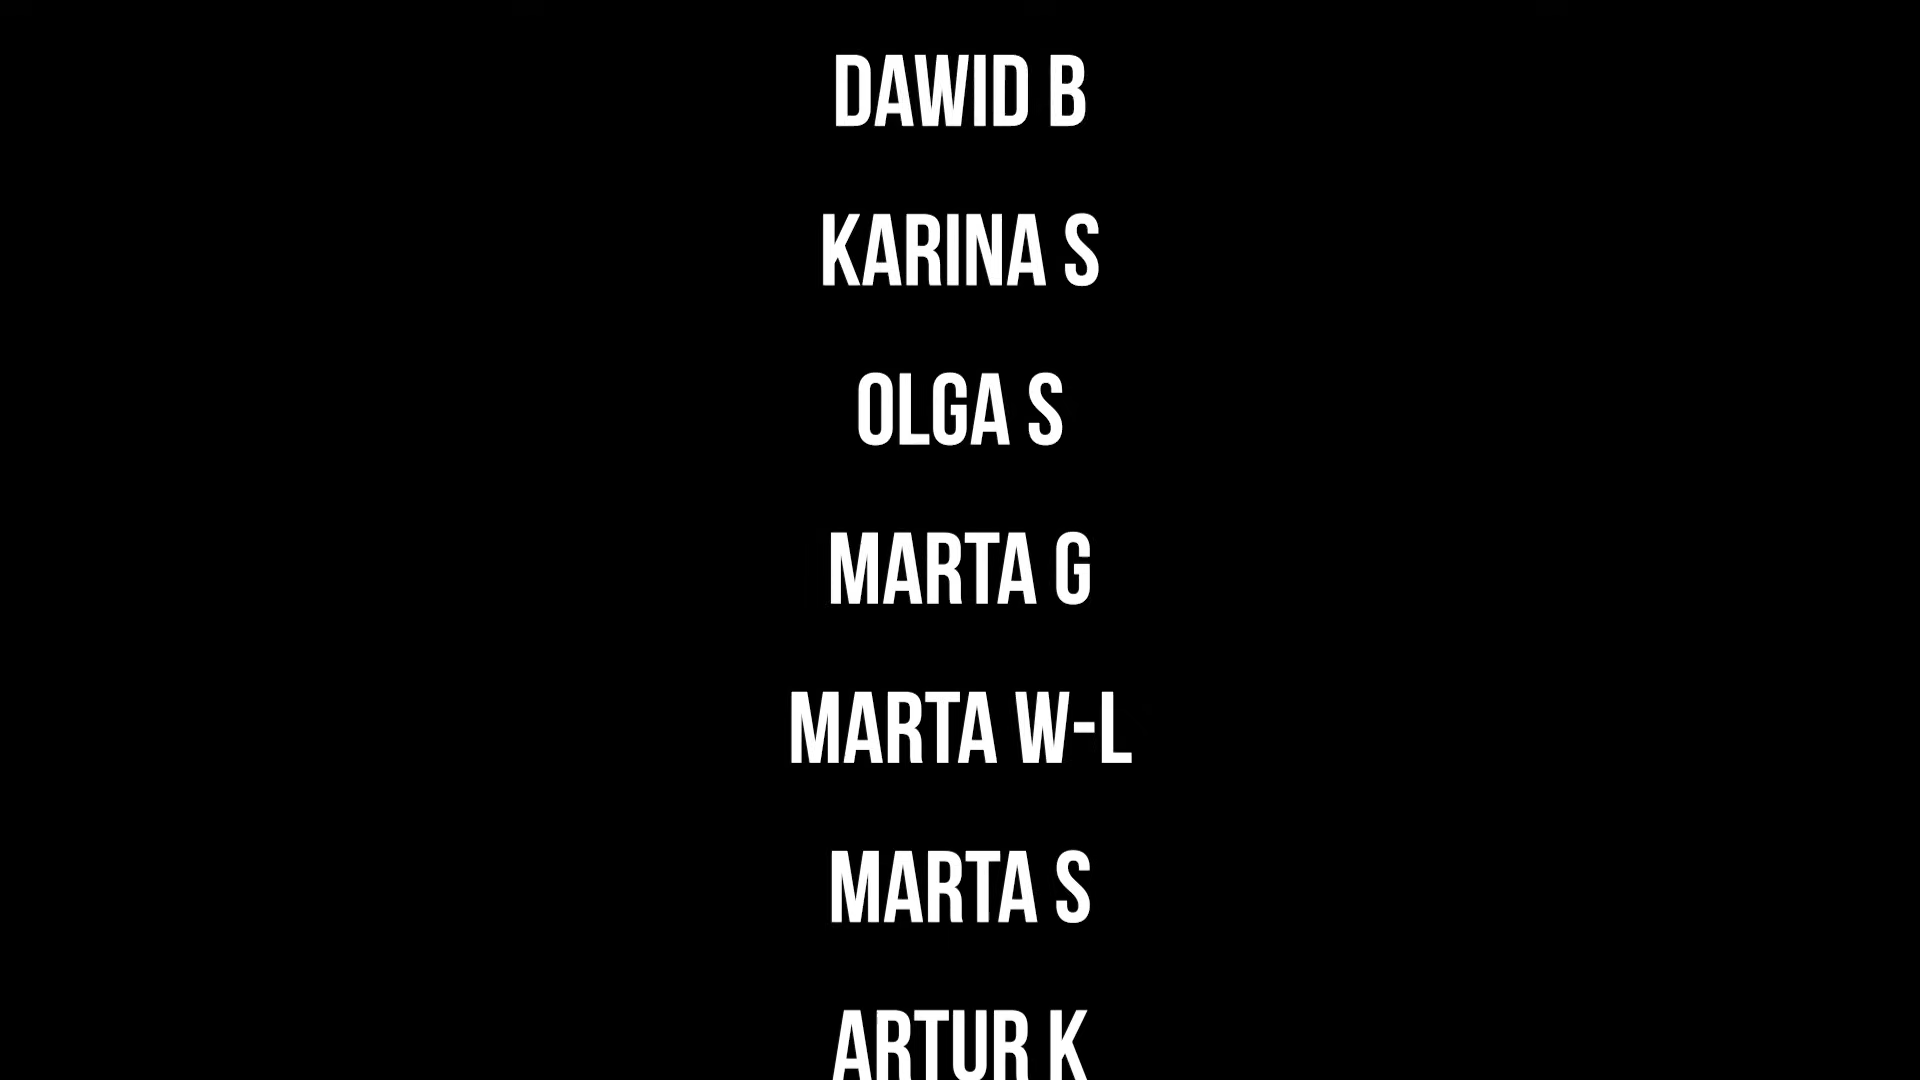 DAWID B
KARINA S
OLGA S
MARTA G
MARTA W-L
MARTA S
ARTUR K